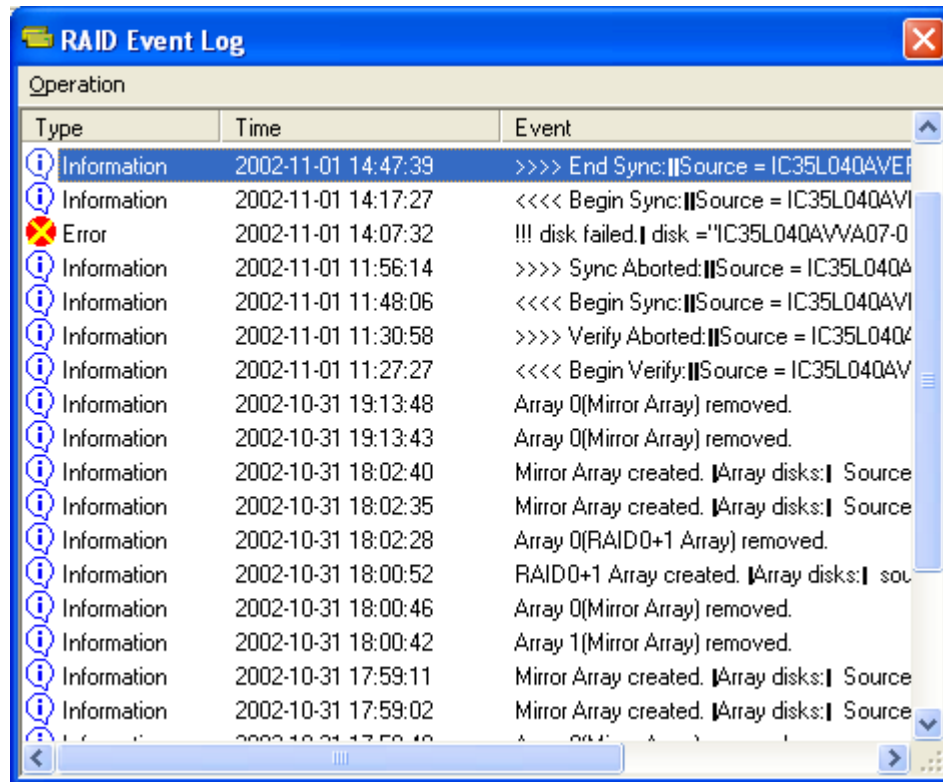 RAID Event Log
Operation
Type Time Event
Information 2002-11-01 14:47:39 >>>> End Sync:||Source = IC35L040AVER
Information 2002-11-01 14:17:27 <<<< Begin Sync:||Source = IC35L040AVI
Error 2002-11-01 14:07:32 !!! disk failed.| disk ="IC35L040AVVA07-0
Information 2002-11-01 11:56:14 >>>> Sync Aborted:||Source = IC35L040A
Information 2002-11-01 11:48:06 <<<< Begin Sync:||Source = IC35L040AVI
Information 2002-11-01 11:30:58 >>>> Verify Aborted:||Source = IC35L040A
Information 2002-11-01 11:27:27 <<<< Begin Verify:||Source = IC35L040AV
Information 2002-10-31 19:13:48 Array 0(Mirror Array) removed.
Information 2002-10-31 19:13:43 Array 0(Mirror Array) removed.
Information 2002-10-31 18:02:40 Mirror Array created. |Array disks:| Source
Information 2002-10-31 18:02:35 Mirror Array created. |Array disks:| Source
Information 2002-10-31 18:02:28 Array 0(RAID0+1 Array) removed.
Information 2002-10-31 18:00:52 RAID0+1 Array created. |Array disks:| sou
Information 2002-10-31 18:00:46 Array 0(Mirror Array) removed.
Information 2002-10-31 18:00:42 Array 1(Mirror Array) removed.
Information 2002-10-31 17:59:11 Mirror Array created. |Array disks:| Source
Information 2002-10-31 17:59:02 Mirror Array created. |Array disks:| Source